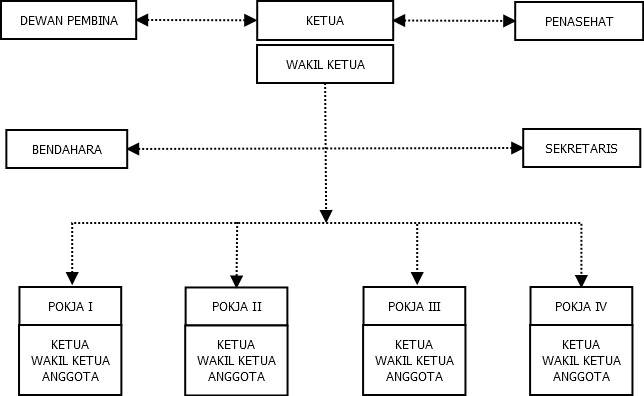 DEWAN PEMBINA
KETUA
PENASEHAT
WAKIL KETUA
BENDAHARA
SEKRETARIS
POKJA I
KETUA
WAKIL KETUA
ANGGOTA
POKJA II
KETUA
WAKIL KETUA
ANGGOTA
POKJA III
KETUA
WAKIL KETUA
ANGGOTA
POKJA IV
KETUA
WAKIL KETUA
ANGGOTA